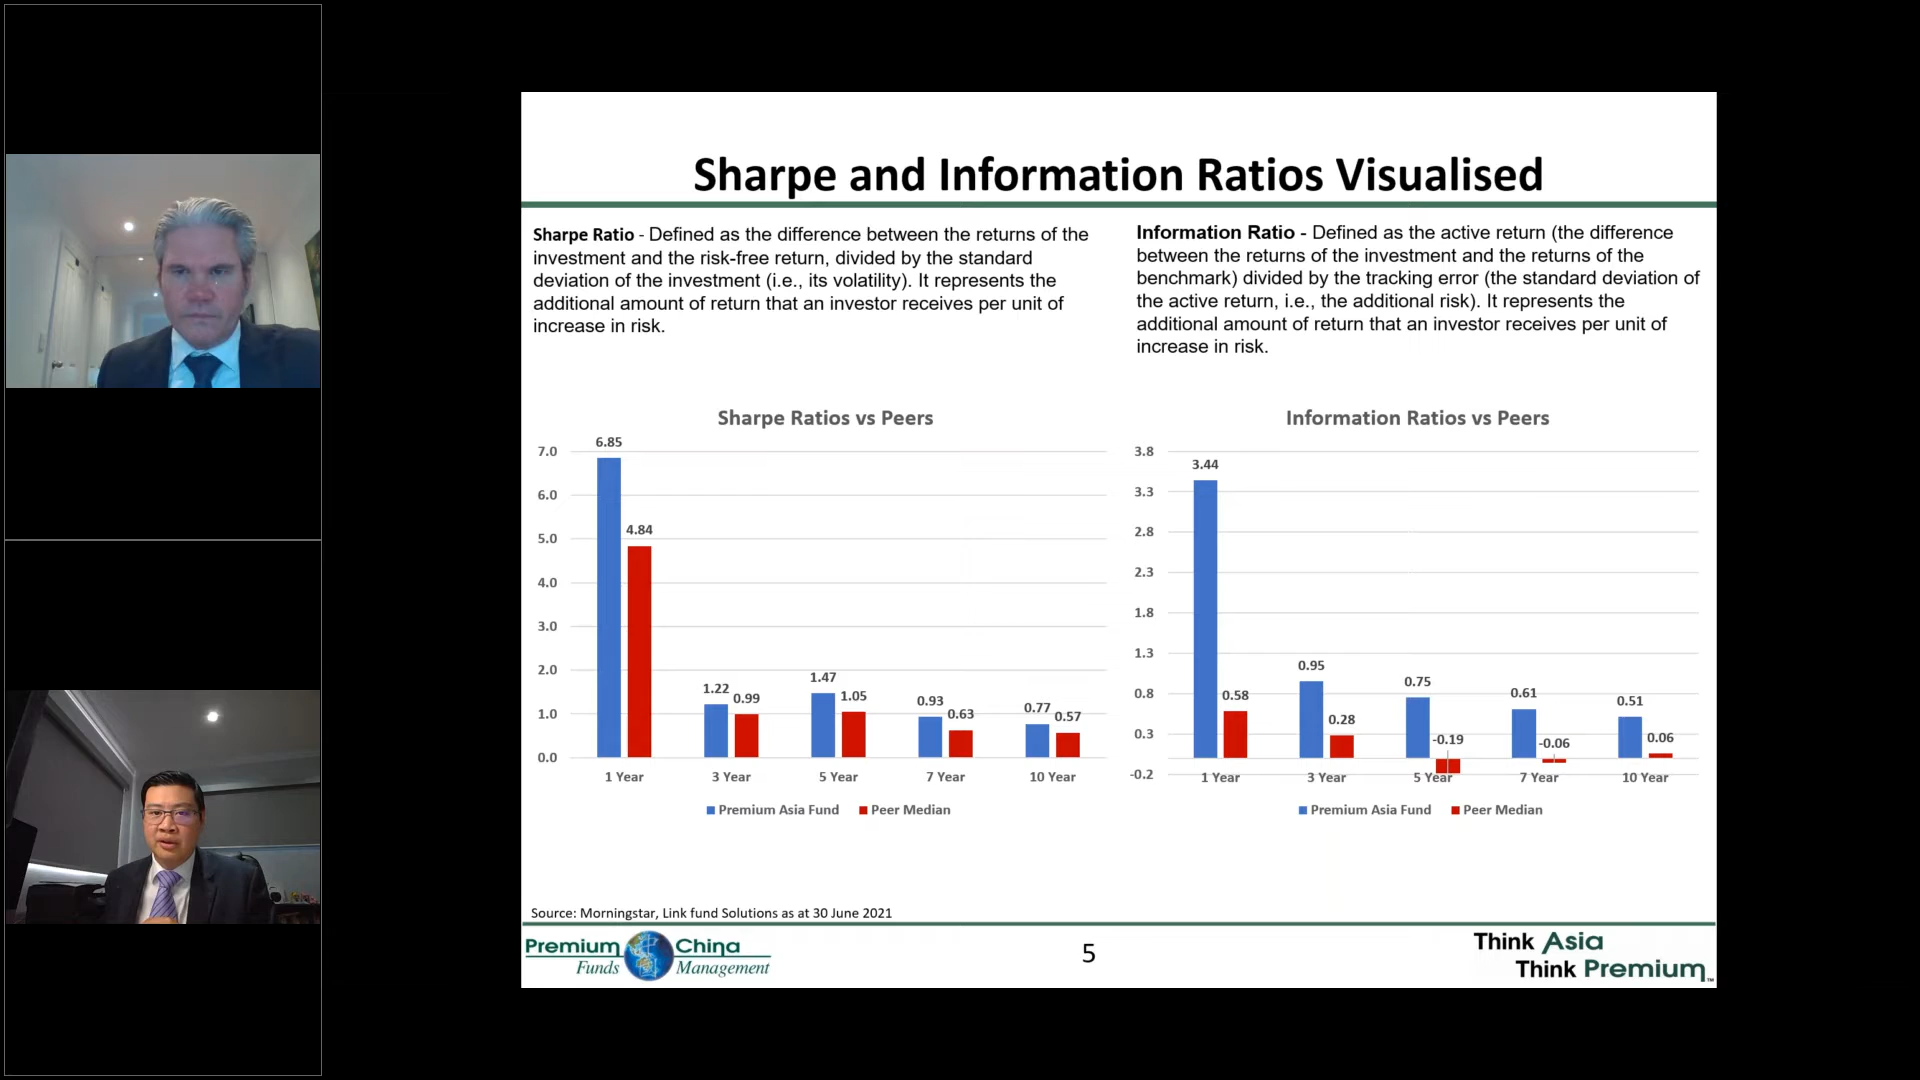 Sharpe and Information Ratios Visualised
Sharpe Ratio - Defined as the difference between the returns of the
investment and the risk-free return, divided by the standard
deviation of the investment (i.e., its volatility). It represents the
additional amount of return that an investor receives per unit of
increase in risk.
Information Ratio - Defined as the active return (the difference
between the returns of the investment and the returns of the
benchmark) divided by the tracking error (the standard deviation of
the active return, i.e., the additional risk). It represents the
additional amount of return that an investor receives per unit of
increase in risk.
Sharpe Ratios vs Peers
7.0
6.0
5.0
4.0
3.0
2.0
1.0
0.0
6.85
4.84
1.22
0.99
1.47
1.05
0.93
0.63
0.77
0.57
1 Year
3 Year
5 Year
7 Year
10 Year
Premium Asia Fund
Peer Median
Information Ratios vs Peers
3.8
3.3
2.8
2.3
1.8
1.3
0.8
0.3
-0.2
3.44
0.58
0.95
0.28
0.75
-0.19
0.61
-0.06
0.51
0.06
1 Year
3 Year
5 Year
7 Year
10 Year
Premium Asia Fund
Peer Median
Source: Morningstar, Link fund Solutions as at 30 June 2021
Premium China
Funds Management
5
Think Asia
Think Premium™